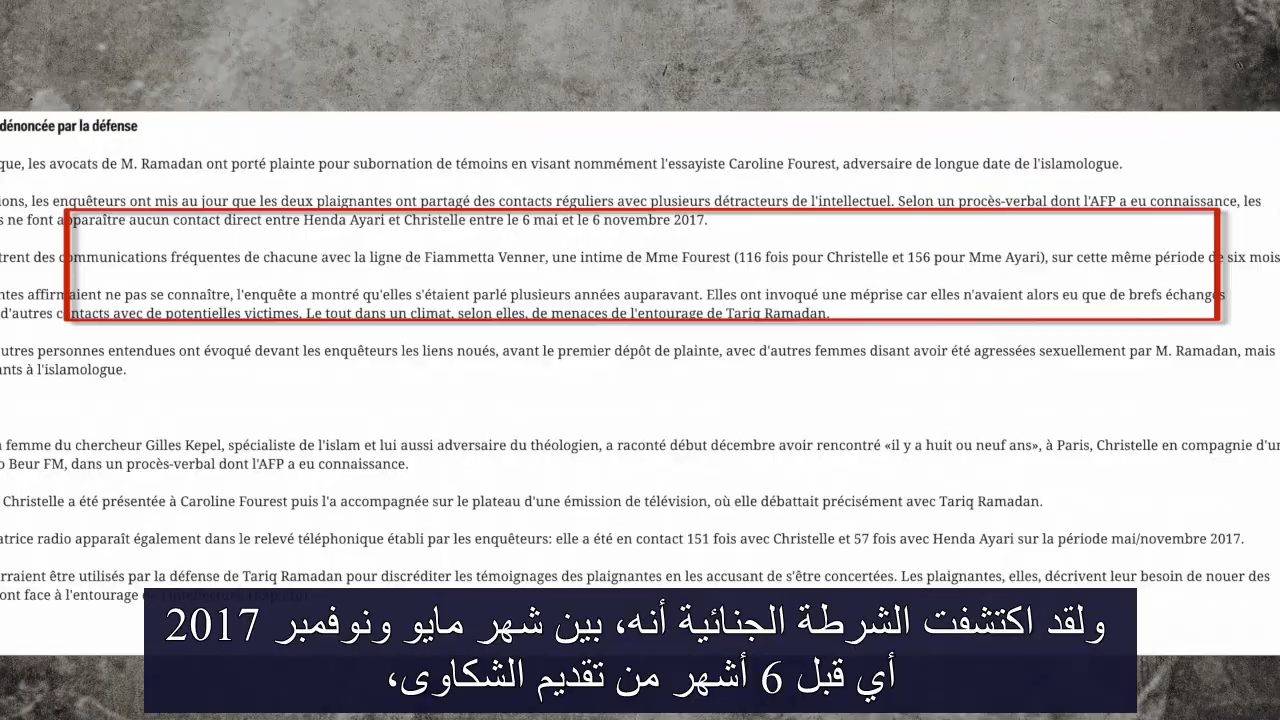 dénoncée par la défense
que, les avocats de M. Ramadan ont porté plainte pour subornation de témoins en visant nommément l'essayiste Caroline Fourest, adversaire de longue date de l'islamologue.
ions, les enquêteurs ont mis au jour que les deux plaignantes ont partagé des contacts réguliers avec plusieurs détracteurs de l'intellectuel. Selon un procès-verbal dont l'AFP a eu connaissance, les
s ne font apparaître aucun contact direct entre Henda Ayari et Christelle entre le 6 mai et le 6 novembre 2017.
trent des communications fréquentes de chacune avec la ligne de Fiammetta Venner, une intime de Mme Fourest (116 fois pour Christelle et 156 pour Mme Ayari), sur cette même période de six mois
ntes affirmaient ne pas se connaître, l'enquête a montré qu'elles s'étaient parlé plusieurs années auparavant. Elles ont invoqué une méprise car elles n'avaient alors eu que de brefs échanges
d'autres contacts avec de potentielles victimes. Le tout dans un climat, selon elles, de menaces de l'entourage de Tariq Ramadan.
utres personnes entendues ont évoqué devant les enquêteurs les liens noués, avant le premier dépôt de plainte, avec d'autres femmes disant avoir été agressées sexuellement par M. Ramadan, mais
nts à l'islamologue.
femme du chercheur Gilles Kepel, spécialiste de l'islam et lui aussi adversaire du théologien, a raconté début décembre avoir rencontré «il y a huit ou neuf ans», à Paris, Christelle en compagnie d'un
o Beur FM, dans un procès-verbal dont l'AFP a eu connaissance.
Christelle a été présentée à Caroline Fourest puis l'a accompagnée sur le plateau d'une émission de télévision, où elle débattait précisément avec Tariq Ramadan.
atrice radio apparaît également dans le relevé téléphonique établi par les enquêteurs: elle a été en contact 151 fois avec Christelle et 57 fois avec Henda Ayari sur la période mai/novembre 2017.
rraient être utilisés par la défense de Tariq Ramadan pour discréditer les témoignages des plaignantes en les accusant de s'être concertées. Les plaignantes, elles, décrivent leur besoin de nouer des
ont face à l'entourage
ولقد اكتشفت الشرطة الجنائية أنه، بين شهر مايو ونوفمبر 2017
أي قبل 6 أشهر من تقديم الشكاوى،